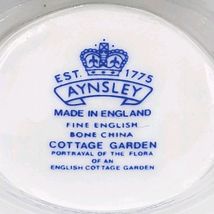 EST. 1775
AYNSLEY
MADE IN ENGLAND
FINE ENGLISH
BONE CHINA
COTTAGE GARDEN
PORTRAYAL OF THE FLORA
OF AN
ENGLISH COTTAGE GARDEN